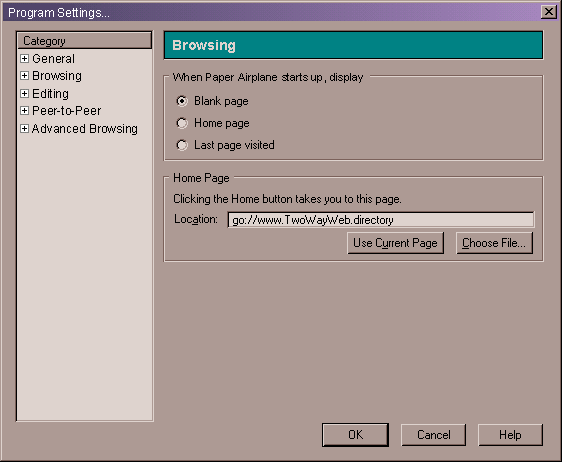 Program Settings...
Category
General
Browsing
Editing
Peer-to-Peer
Advanced Browsing
Browsing
When Paper Airplane starts up, display
Blank page
Home page
Last page visited
Home Page
Clicking the Home button takes you to this page.
Location: go://www.TwoWayWeb.directory
Use Current Page Choose File...
OK Cancel Help